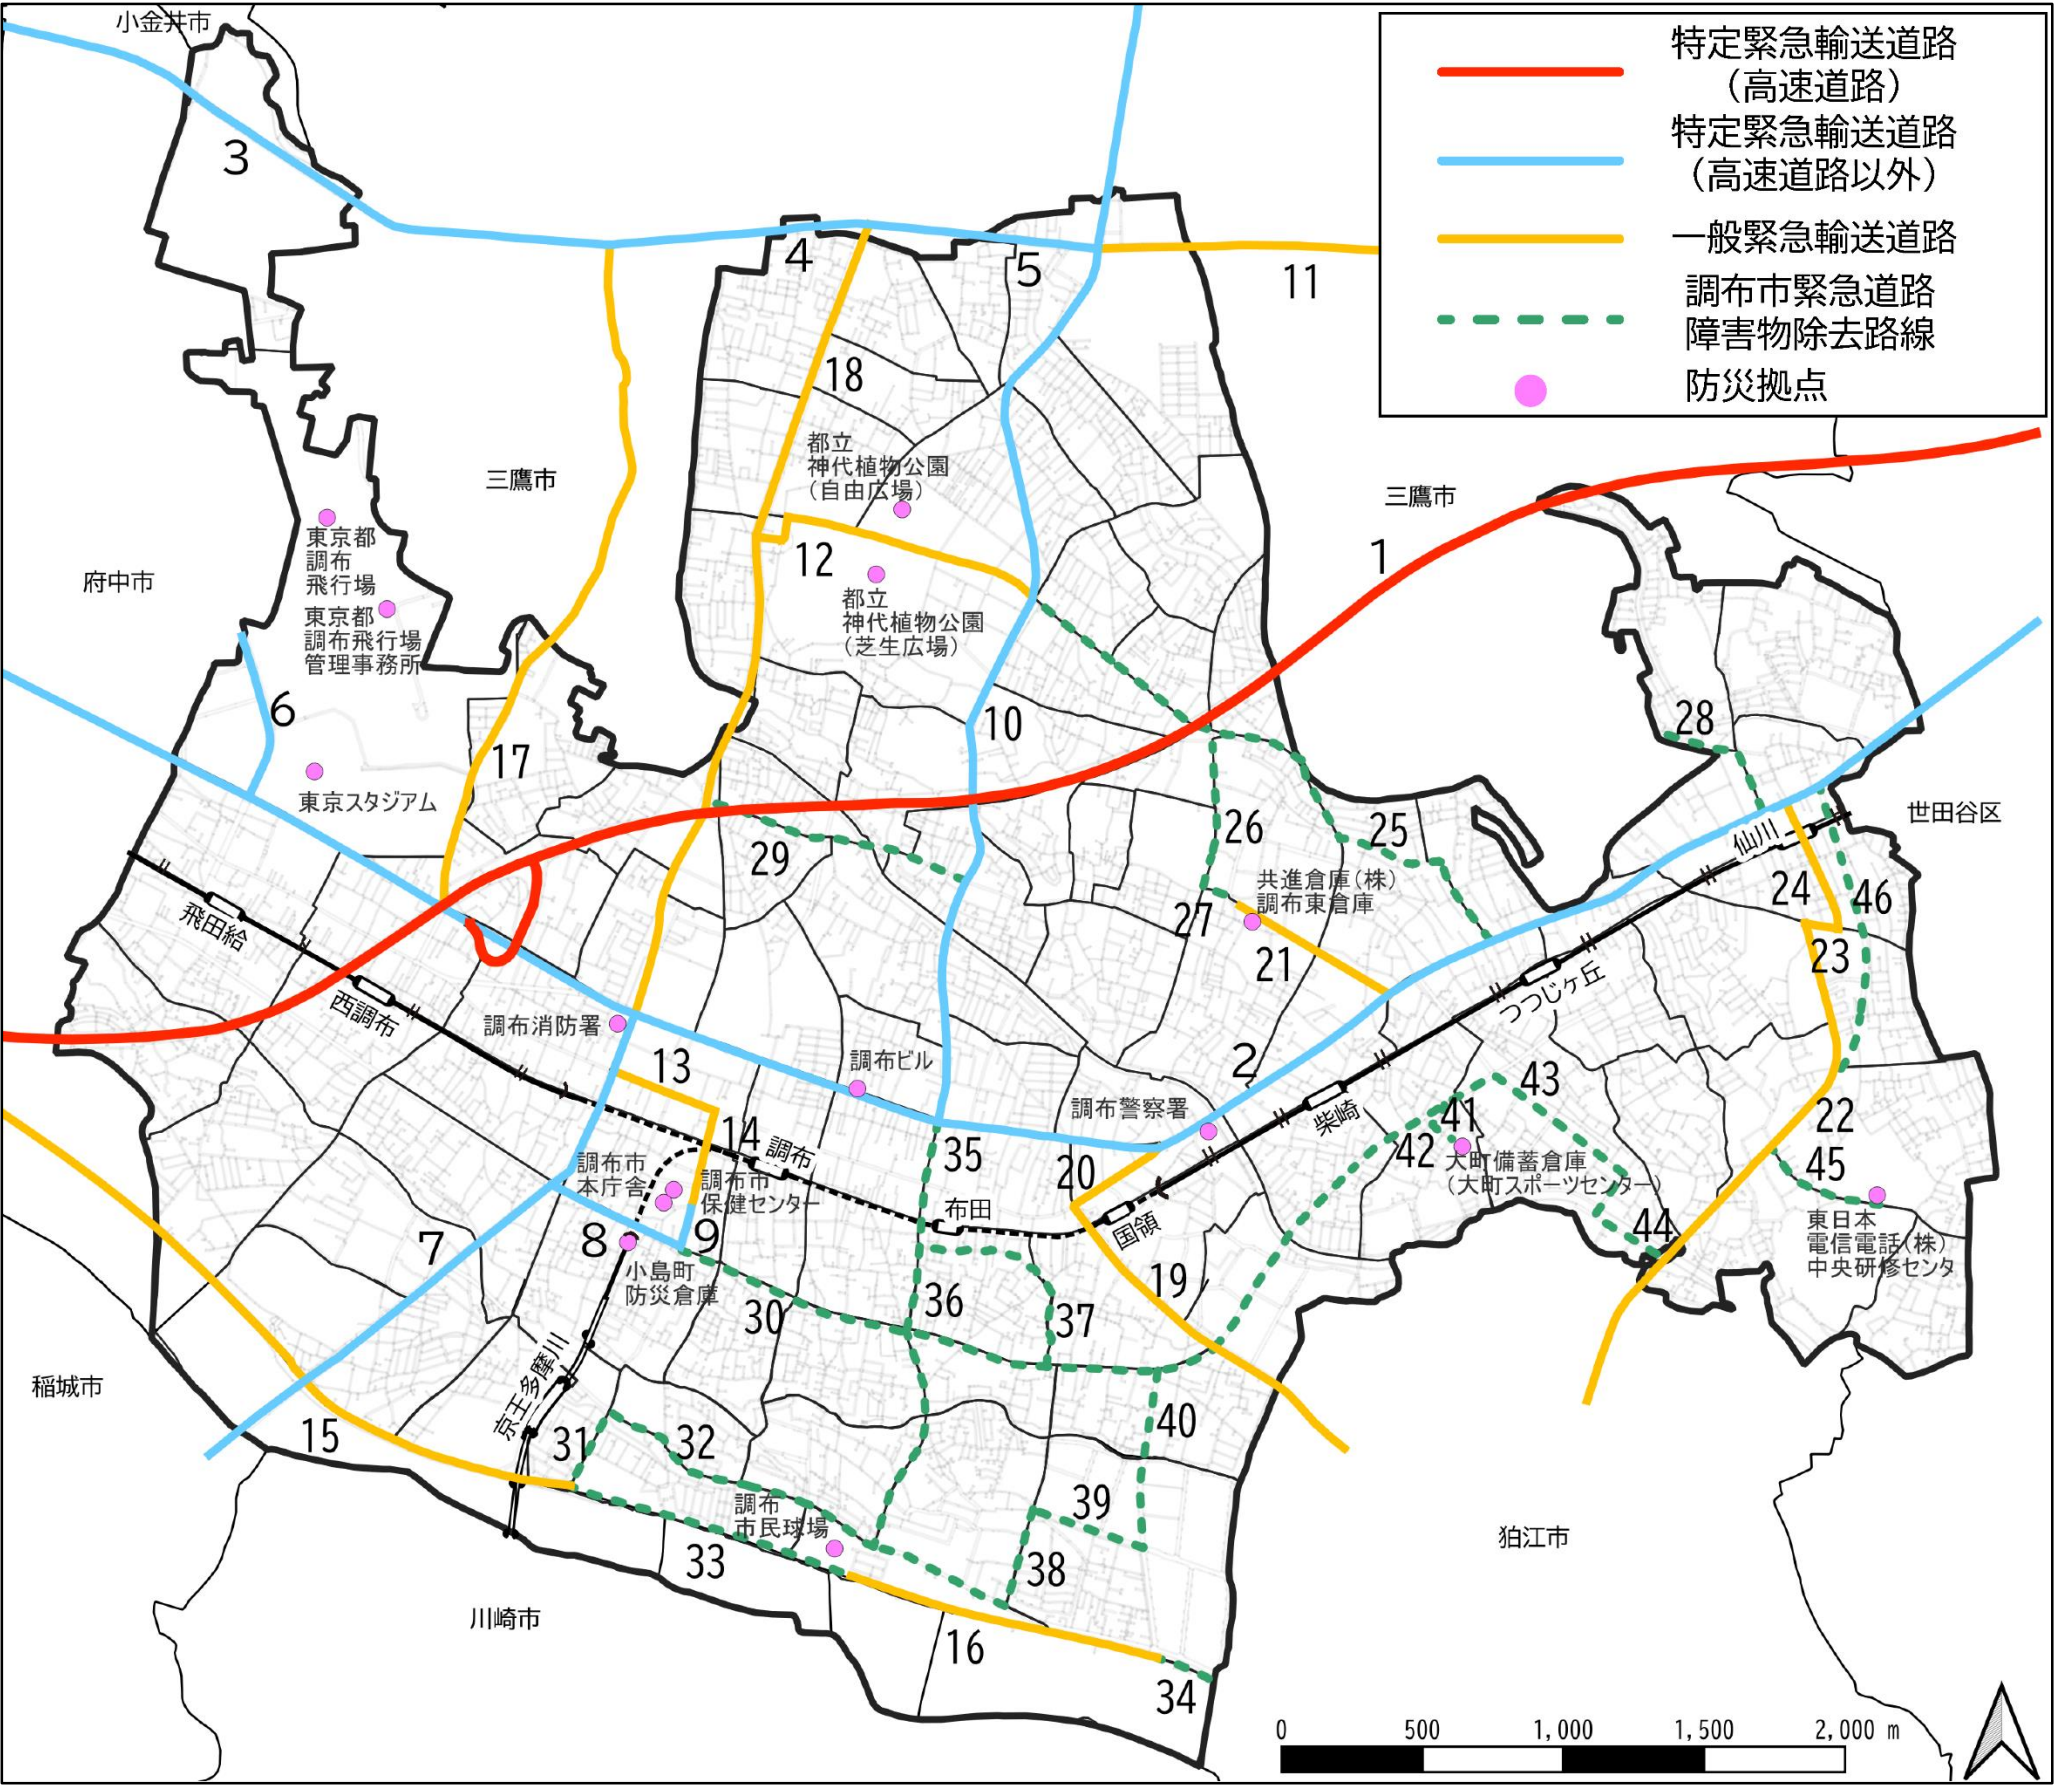 小金井市
特定緊急輸送道路
（高速道路）
特定緊急輸送道路
（高速道路以外）
一般緊急輸送道路
調布市緊急道路
障害物除去路線
防災拠点
3
4
5
11
18
都立
神代植物公園
（自由広場）
三鷹市
三鷹市
東京都
調布
飛行場
東京都
調布飛行場
管理事務所
府中市
12
都立
神代植物公園
（芝生広場）
1
6
10
17
28
東京スタジアム
29
26
25
仙川
世田谷区
共進倉庫（株）
調布東倉庫
27
21
24
46
23
飛田給
西調布
つつじヶ丘
調布消防署
13
調布ビル
2
調布警察署
柴崎
43
41
42
大町備蓄倉庫
（大町スポーツセンター）
22
45
14
調布
35
20
調布市
本庁舎
調布市
保健センター
布田
国領
44
東日本
電信電話（株）
中央研修センタ
7
8
9
小島町
防災倉庫
19
30
36
37
稲城市
京王多摩川
15
31
32
40
39
調布
市民球場
33
38
狛江市
川崎市
16
34
0
500
1,000
1,500
2,000 m